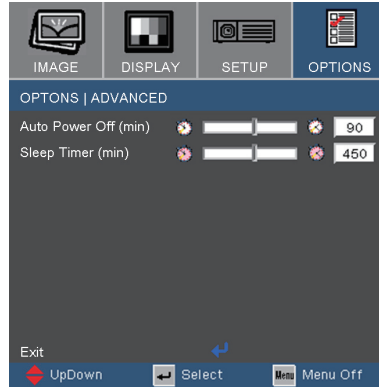 IMAGE DISPLAY SETUP OPTIONS
OPTONS | ADVANCED
Auto Power Off (min) 90
Sleep Timer (min) 450
Exit
UpDown Select Menu Menu Off